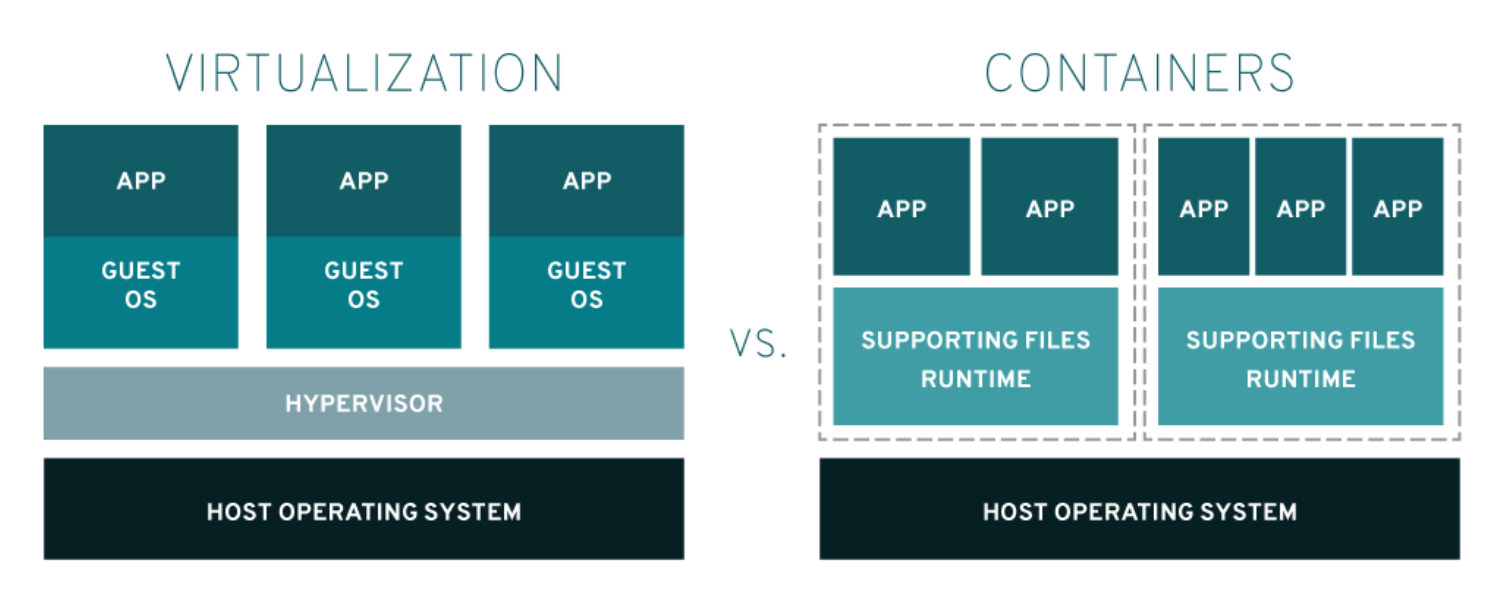 VIRTUALIZATION
APP
APP
APP
GUEST
OS
GUEST
OS
GUEST
OS
HYPERVISOR
HOST OPERATING SYSTEM
VS.
CONTAINERS
APP
APP
APP
APP
APP
SUPPORTING FILES
RUNTIME
SUPPORTING FILES
RUNTIME
HOST OPERATING SYSTEM